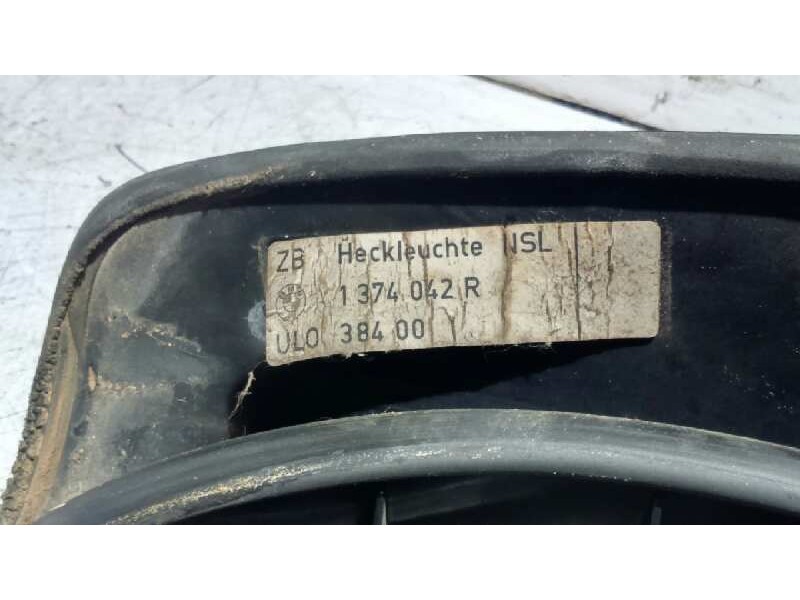 ZB Heckleuchte NSL
1 374 042 R
ULO 384 00